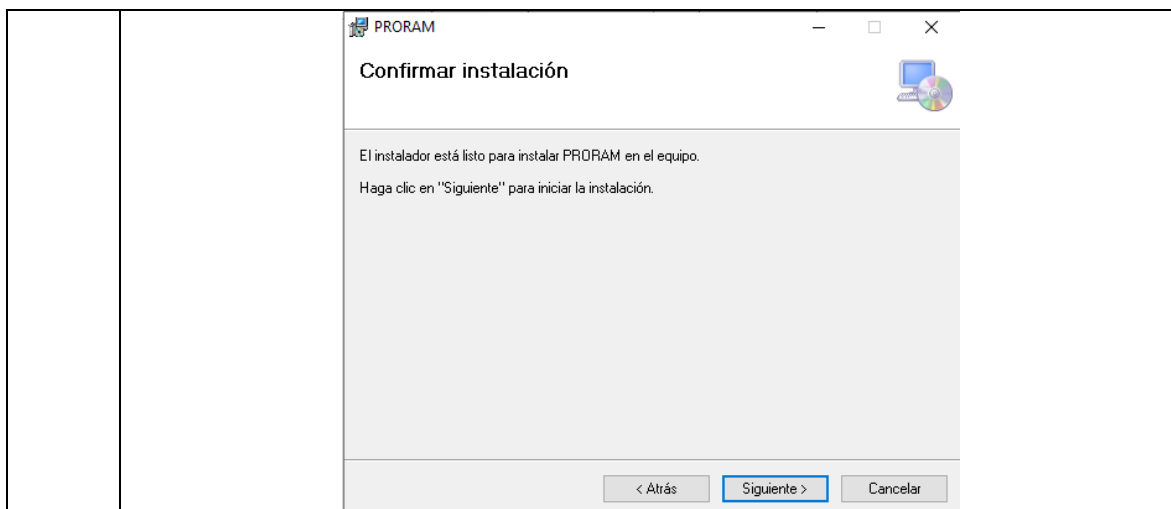 PRORAM
Confirmar instalación
El instalador está listo para instalar PRORAM en el equipo.
Haga clic en "Siguiente" para iniciar la instalación.
< Atrás
Siguiente >
Cancelar